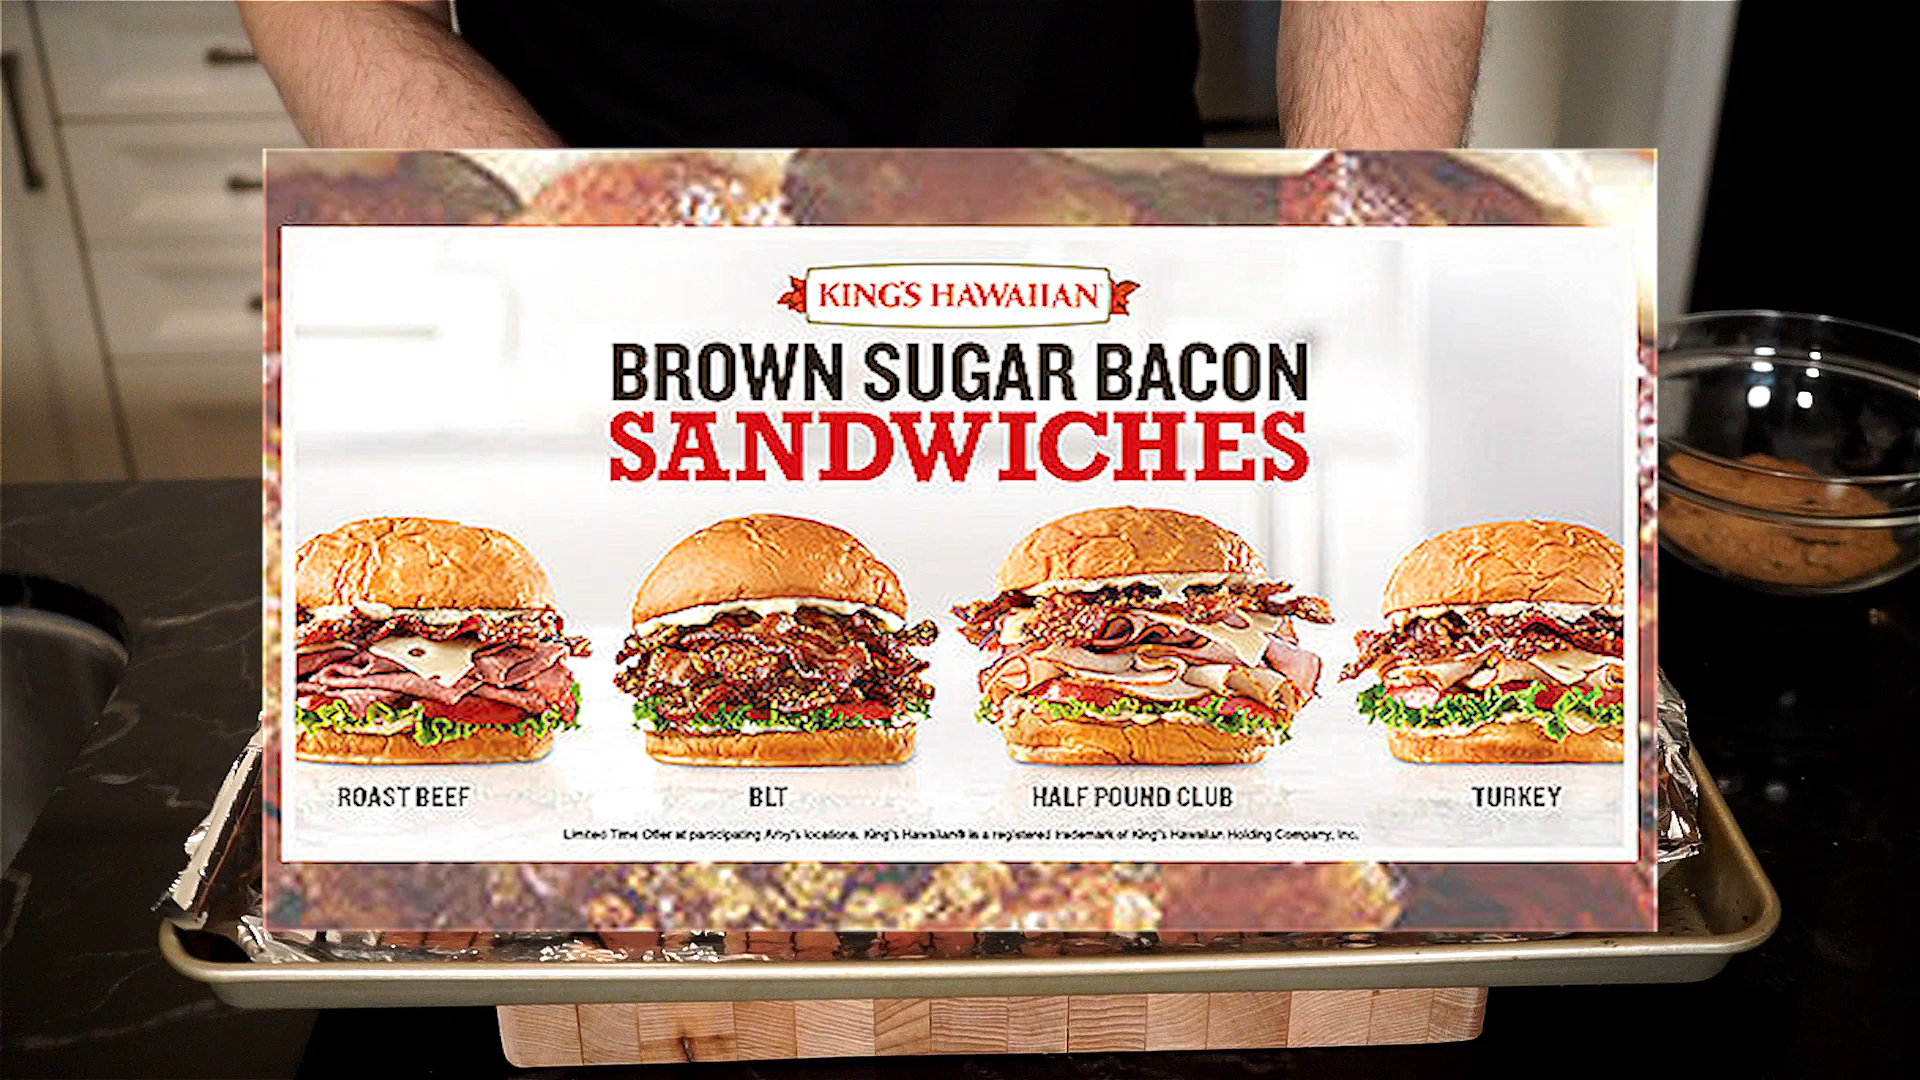 KING'S HAWAIIAN
BROWN SUGAR BACON
SANDWICHES
ROAST BEEF
BLT
HALF POUND CLUB
TURKEY
Limited Time Offer at participating Arby's locations. King's Hawaiian® is a registered trademark of King's Hawaiian Holding Company, Inc.